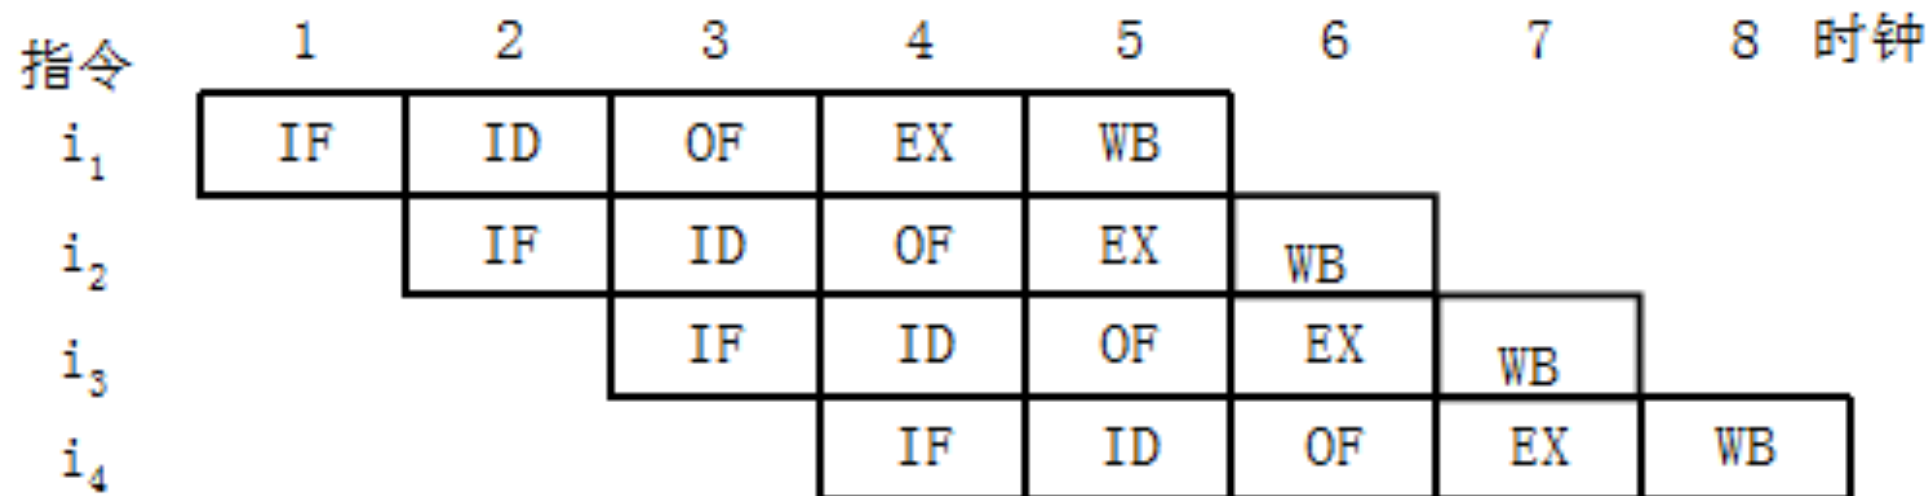 指令 1 2 3 4 5 6 7 8 时钟
i1 IF ID OF EX WB
i2 IF ID OF EX WB
i3 IF ID OF EX WB
i4 IF ID OF EX WB